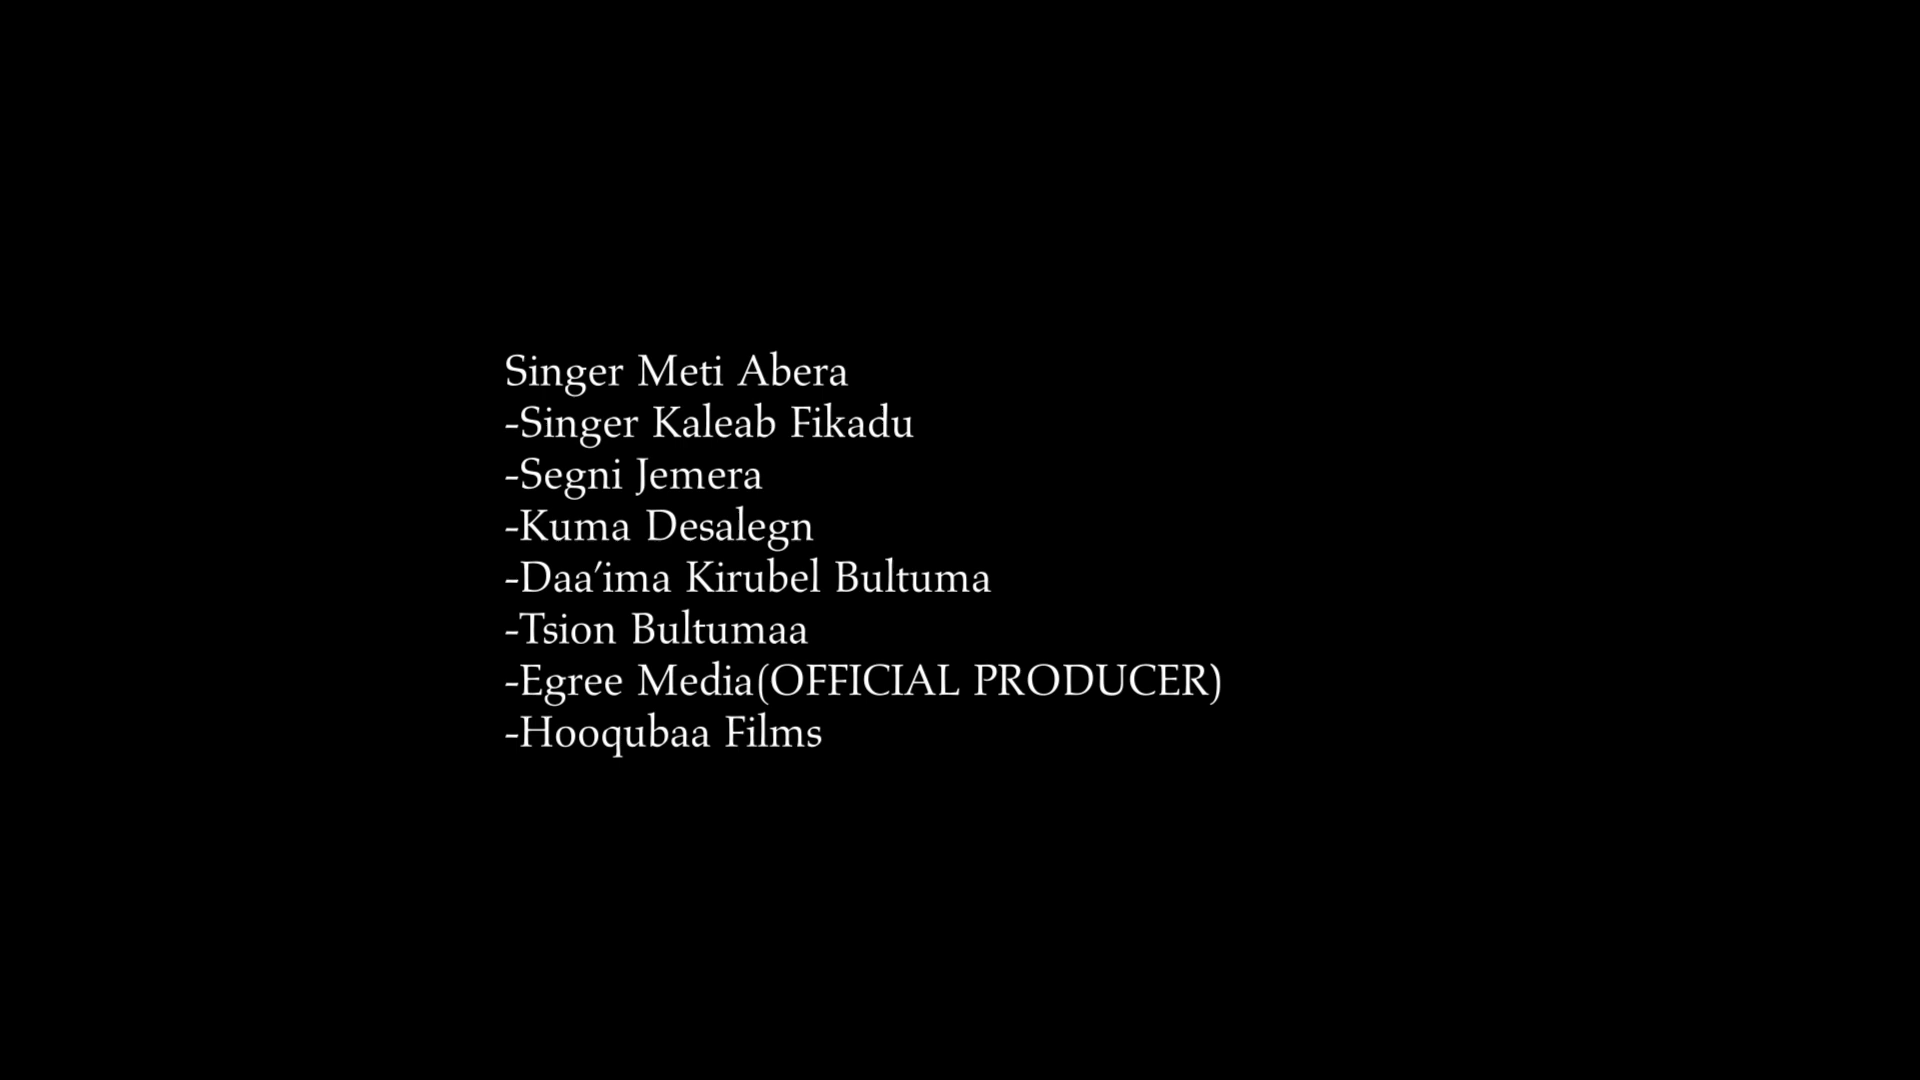 Singer Meti Abera
-Singer Kaleab Fikadu
-Segni Jemera
-Kuma Desalegn
-Daa'ima Kirubel Bultuma
-Tsion Bultumaa
-Egree Media(OFFICIAL PRODUCER)
-Hooqubaa Films